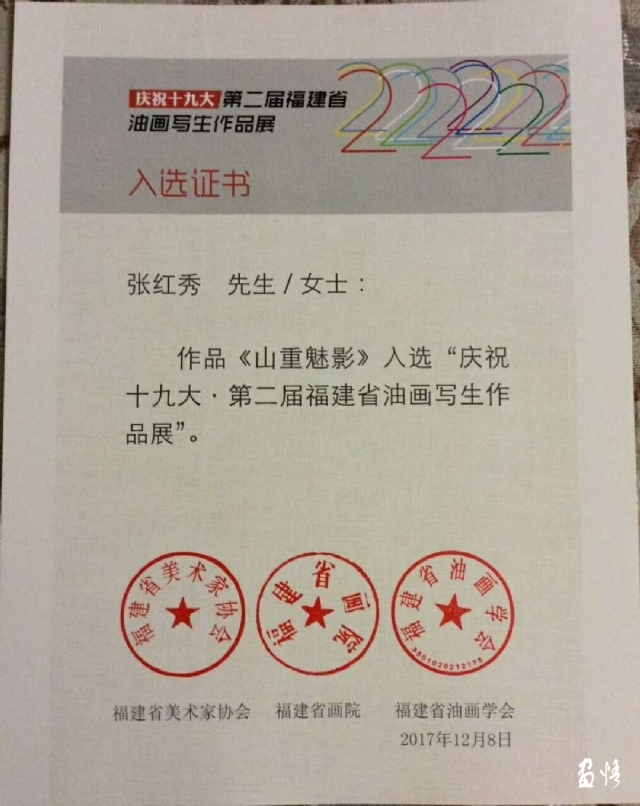 庆祝十九大 第二届福建省
油画写生作品展
入选证书
张红秀 先生 / 女士：
作品《山重魅影》入选“庆祝
十九大·第二届福建省油画写生作
品展”。
福建省美术家协会
福建省画院
福建省油画学会
3501020212175
福建省美术家协会 福建省画院 福建省油画学会
2017年12月8日